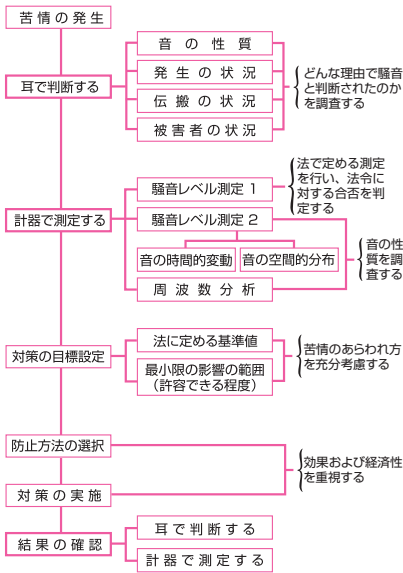 苦情の発生
音の性質
耳で判断する
発生の状況
伝搬の状況
被害者の状況
どんな理由で騒音
と判断されたのか
を調査する
計器で測定する
騒音レベル測定1
法で定める測定
を行い、法令に
対する合否を判
定する
騒音レベル測定2
音の時間的変動
音の空間的分布
周波数分析
音の性
質を調
査する
対策の目標設定
法に定める基準値
最小限の影響の範囲
(許容できる程度)
苦情のあらわれ方
を充分考慮する
防止方法の選択
対策の実施
効果および経済性
を重視する
結果の確認
耳で判断する
計器で測定する